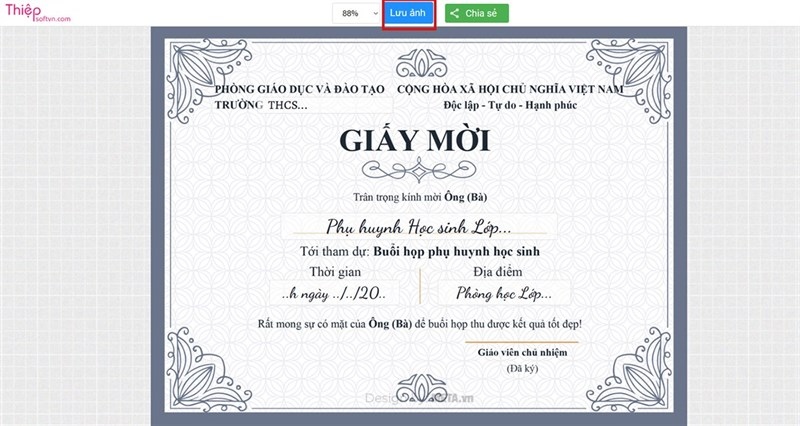 Thiệp
softvn.com
88%
Lưu ảnh
Chia sẻ
PHÒNG GIÁO DỤC VÀ ĐÀO TẠO
TRƯỜNG THCS...
CỘNG HÒA XÃ HỘI CHỦ NGHĨA VIỆT NAM
Độc lập - Tự do - Hạnh phúc
GIẤY MỜI
Trân trọng kính mời Ông (Bà)
Phụ huynh Học sinh Lớp...
Tới tham dự: Buổi họp phụ huynh học sinh
Thời gian
..h ngày ../../20..
Địa điểm
Phòng học Lớp...
Rất mong sự có mặt của Ông (Bà) để buổi họp thu được kết quả tốt đẹp!
Giáo viên chủ nhiệm
(Đã ký)
META.vn